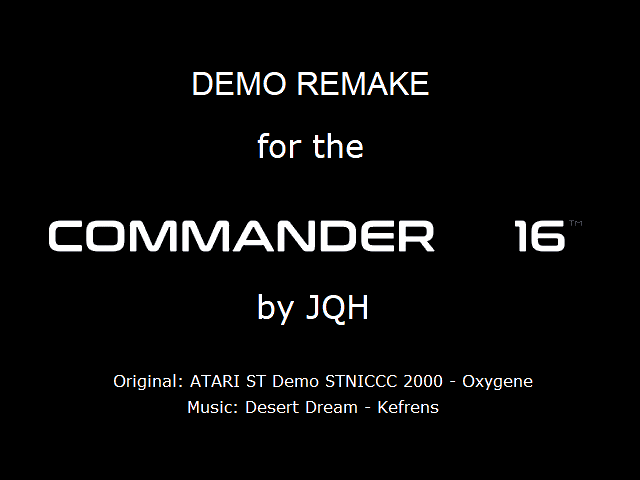 DEMO REMAKE
for the
COMMANDER 16™
by JQH
Original: ATARI ST Demo STNICCC 2000 - Oxygene
Music: Desert Dream - Kefrens